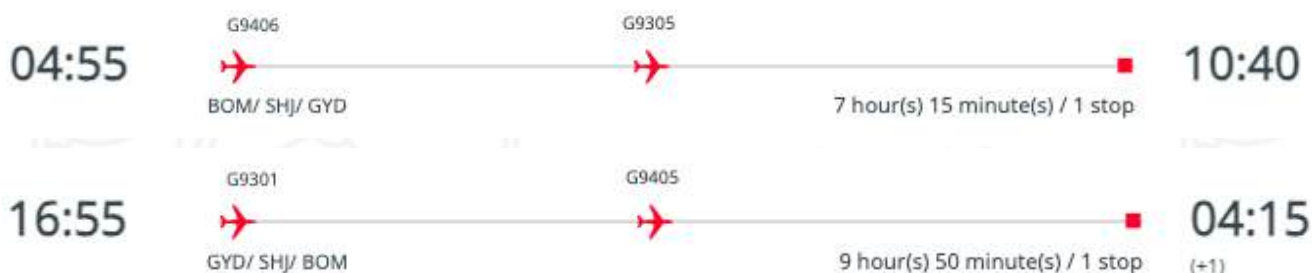 G9406 G9305
04:55 10:40
BOM/ SHJ/ GYD 7 hour(s) 15 minute(s) / 1 stop
G9301 G9405
16:55 04:15
GYD/ SHJ/ BOM 9 hour(s) 50 minute(s) / 1 stop (+1)